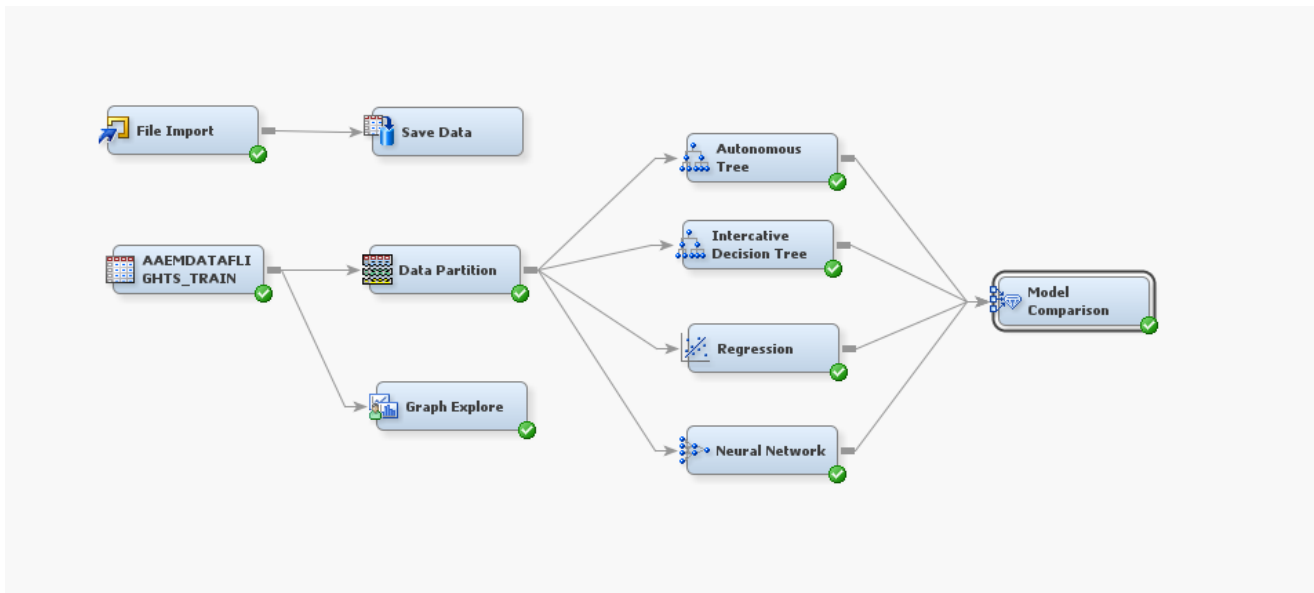 File Import
Save Data
Autonomous
Tree
Intercative
Decision Tree
AAEMDATAFLI
GHTS_TRAIN
Data Partition
Model
Comparison
Regression
Graph Explore
Neural Network